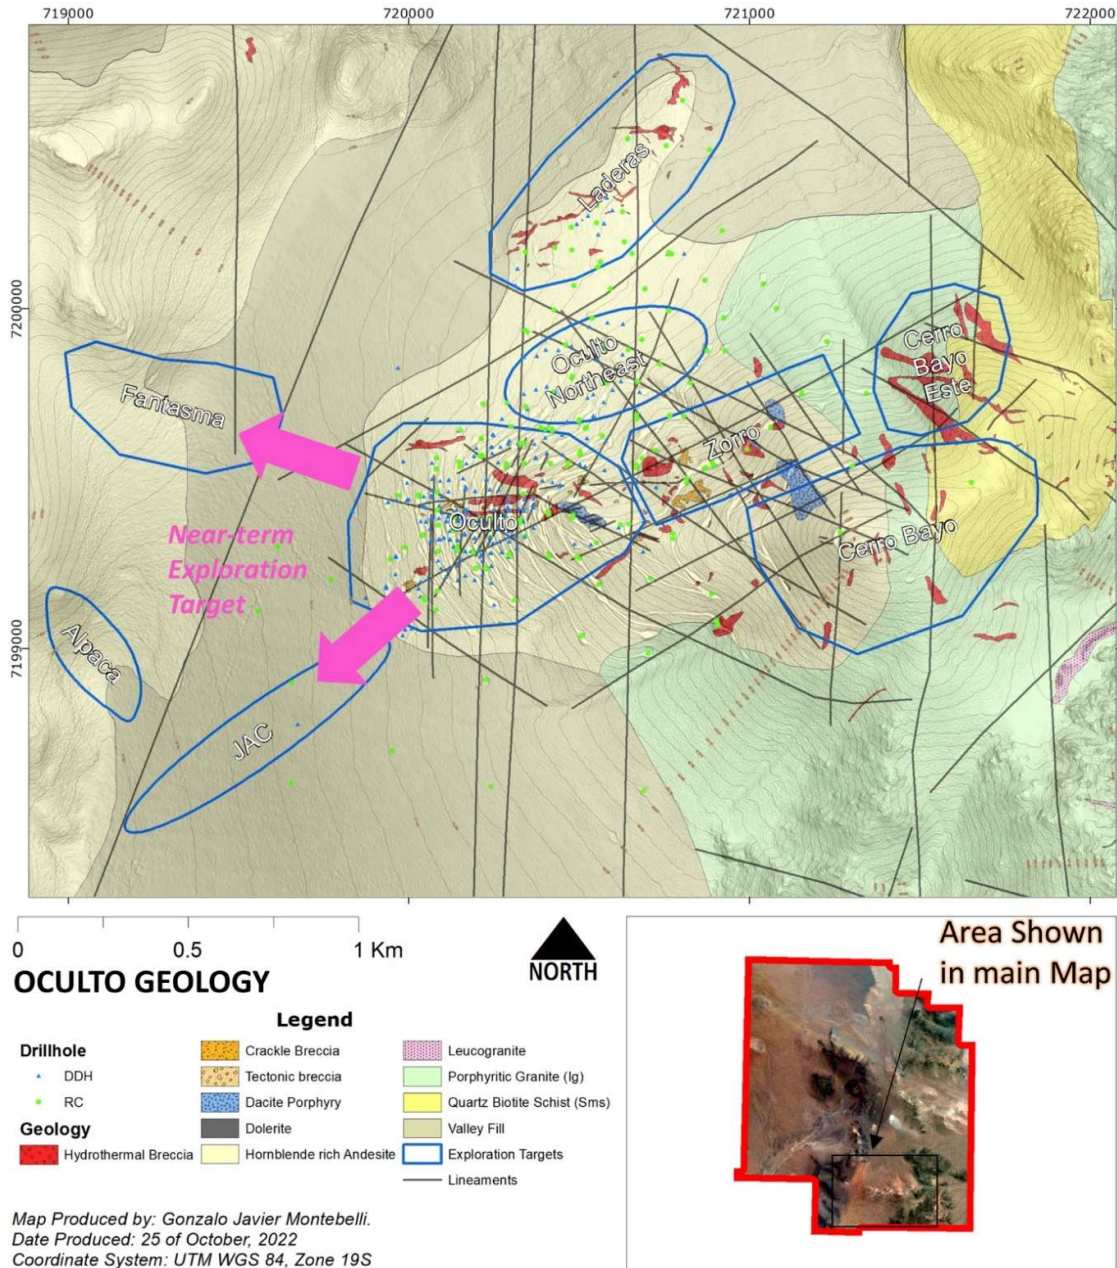 719000
720000
721000
722000
7200000
7199000
Laderas
Oculto
Northeast
Cerro
Bayo
Este
Fantasma
Zorro
Oculto
Cerro Bayo
Near-term
Exploration
Target
Alpaca
JAC
0
0.5
1 Km
NORTH
OCULTO GEOLOGY
Legend
Drillhole
DDH
RC
Geology
Hydrothermal Breccia
Crackle Breccia
Tectonic breccia
Dacite Porphyry
Dolerite
Hornblende rich Andesite
Leucogranite
Porphyritic Granite (Ig)
Quartz Biotite Schist (Sms)
Valley Fill
Exploration Targets
Lineaments
Area Shown
in main Map
Map Produced by: Gonzalo Javier Montebelli.
Date Produced: 25 of October, 2022
Coordinate System: UTM WGS 84, Zone 19S